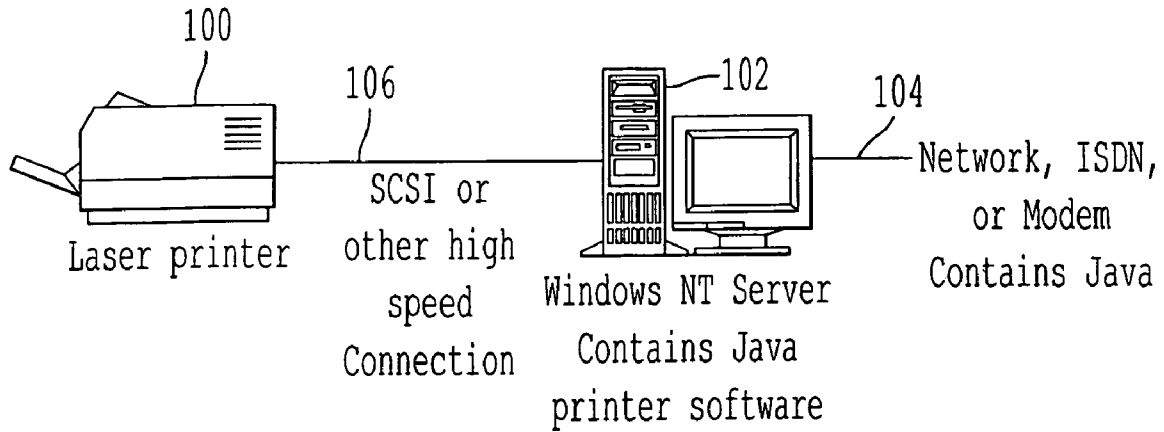 100
106
102
104
Laser printer
SCSI or
other high
speed
Connection
Windows NT Server
Contains Java
printer software
Network, ISDN,
or Modem
Contains Java